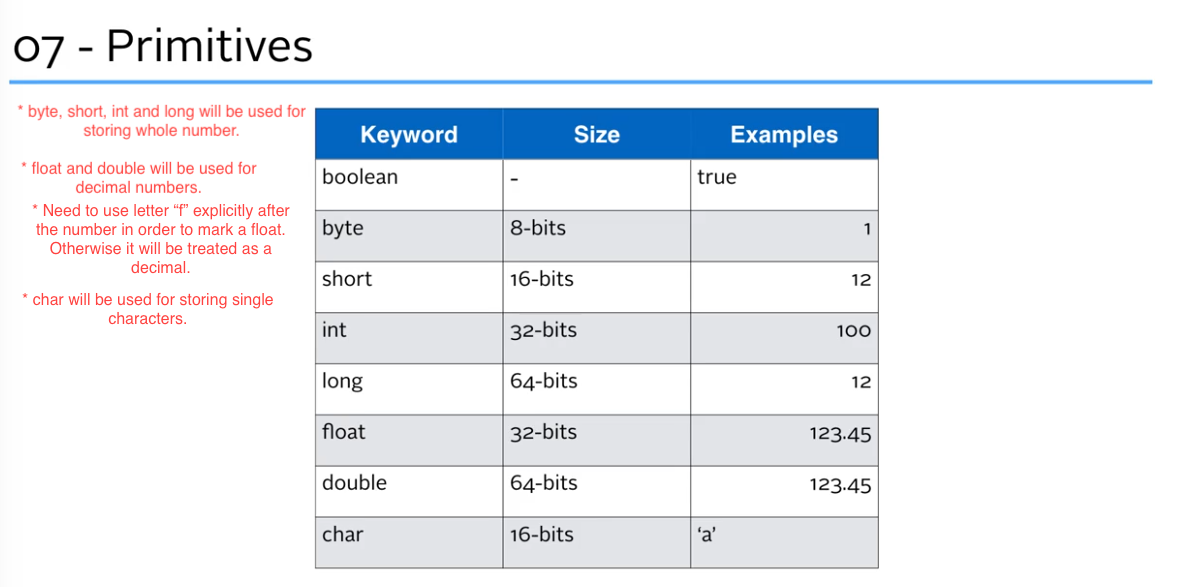 07 - Primitives
* byte, short, int and long will be used for
storing whole number.
* float and double will be used for
decimal numbers.
* Need to use letter “f” explicitly after
the number in order to mark a float.
Otherwise it will be treated as a
decimal.
* char will be used for storing single
characters.
Keyword Size Examples
boolean - true
byte 8-bits 1
short 16-bits 12
int 32-bits 100
long 64-bits 12
float 32-bits 123.45
double 64-bits 123.45
char 16-bits ‘a’